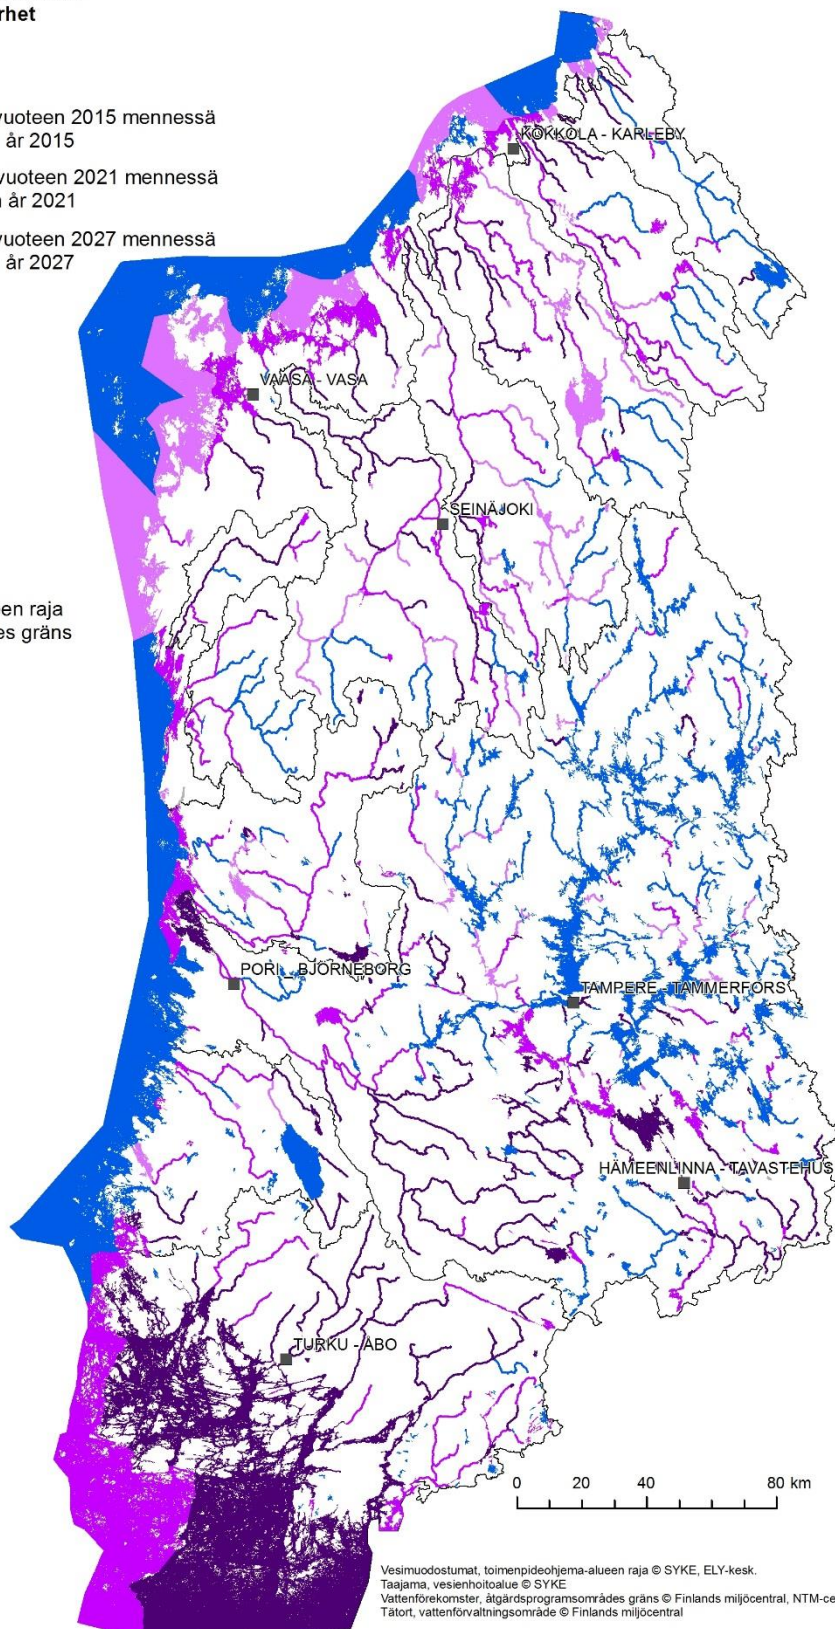 rhet
vuoteen 2015 mennessä
år 2015
vuoteen 2021 mennessä
år 2021
vuoteen 2027 mennessä
år 2027
KOKKOLA - KARLEBY
VAASA - VASA
SEINÄJOKI
en raja
es gräns
PORI _ BJÖRNEBORG
TAMPERE - TAMMERFORS
HÄMEENLINNA - TAVASTEHUS
TURKU - ÅBO
0 20 40 80 km
Vesimuodostumat, toimenpideohjema-alueen raja © SYKE, ELY-kesk.
Taajama, vesienhoitoalue © SYKE
Vattenförekomster, åtgärdsprogramsområdes gräns © Finlands miljöcentral, NTM-ce
Tätort, vattenförvaltningsområde © Finlands miljöcentral